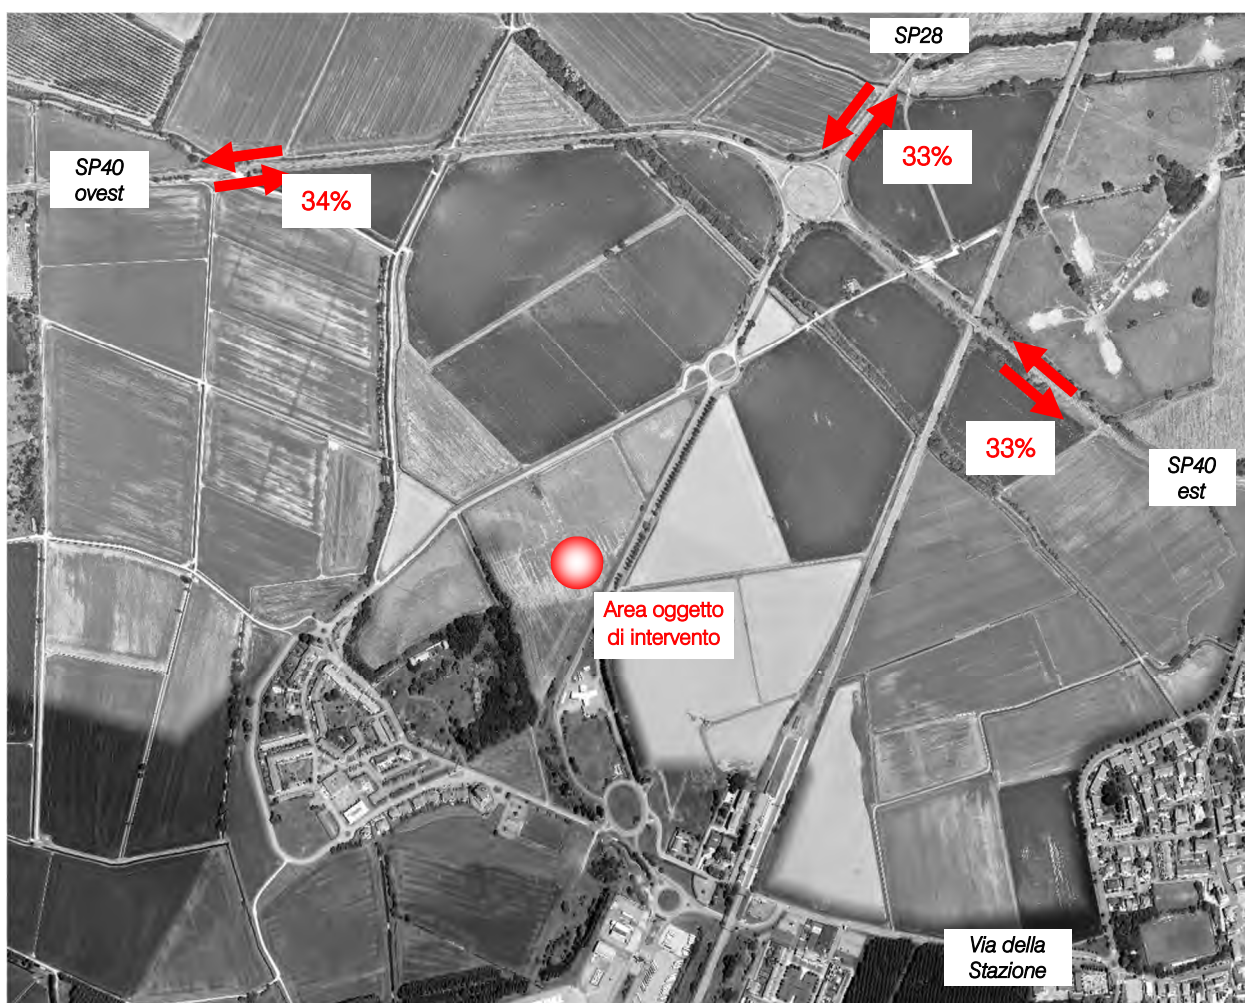 SP28
SP40
ovest
34%
33%
33%
SP40
est
Area oggetto
di intervento
Via della
Stazione